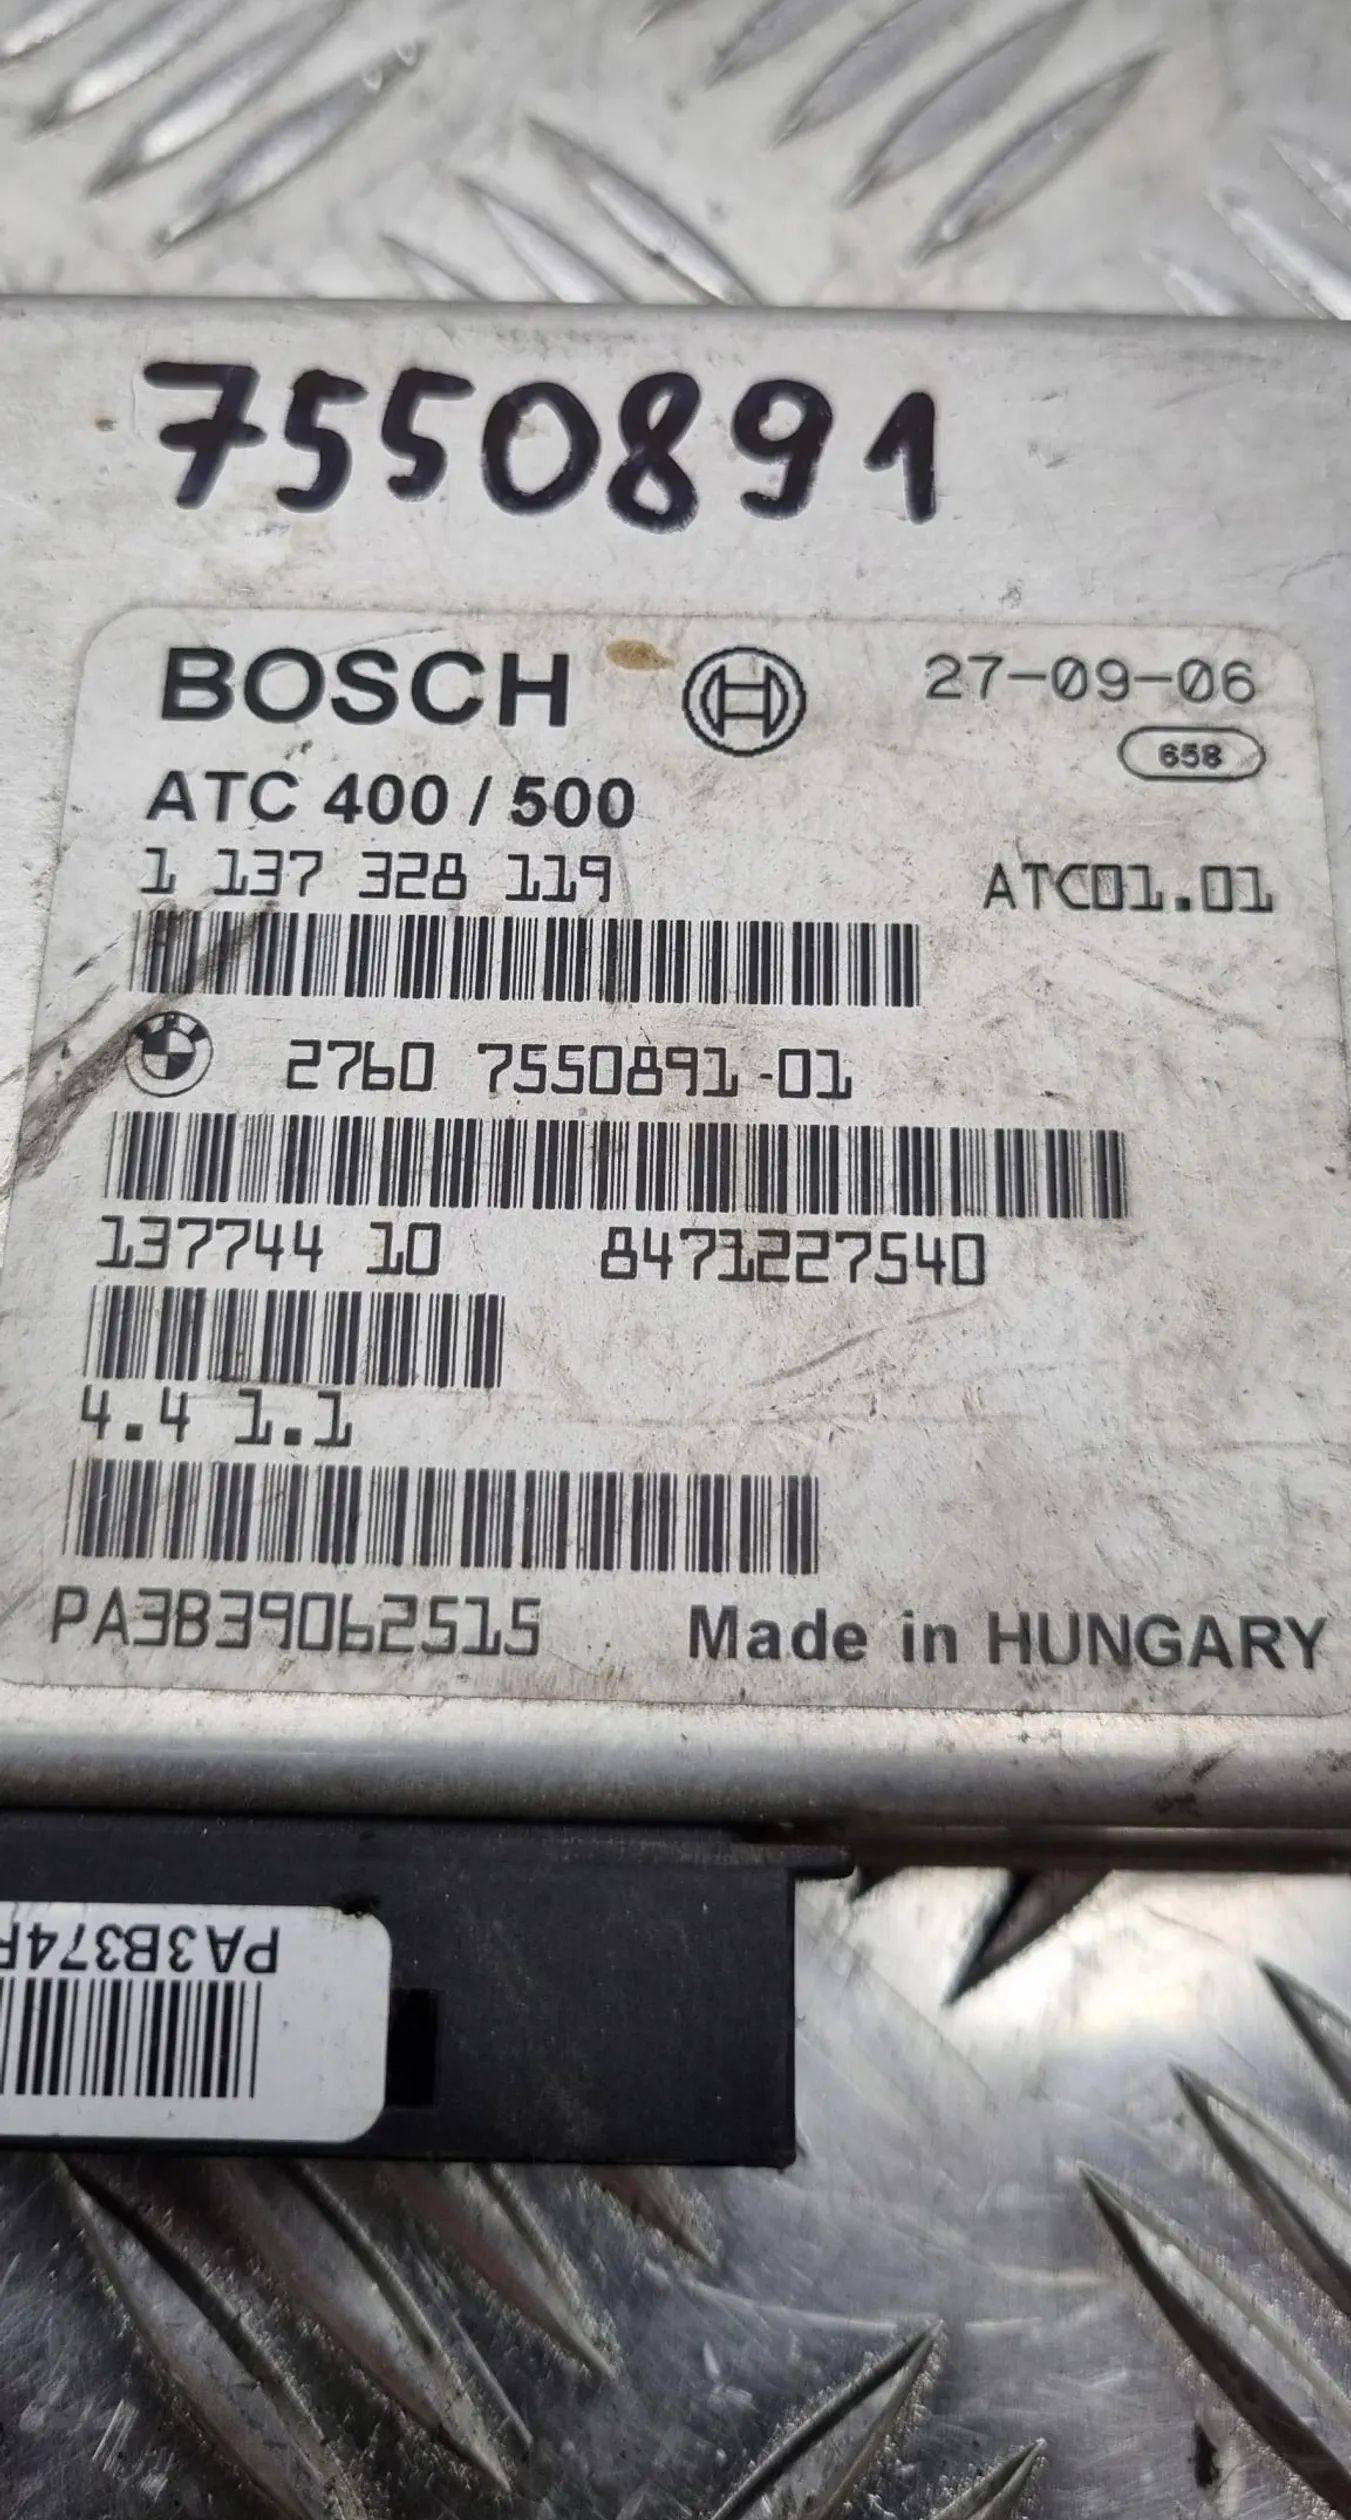 7550891
BOSCH 27-09-06
658
ATC 400 / 500
1 137 328 119 ATC01.01
2760 7550891-01
137744 10 8471227540
4.4 1.1
PA3B39062515 Made in HUNGARY
PA3B374